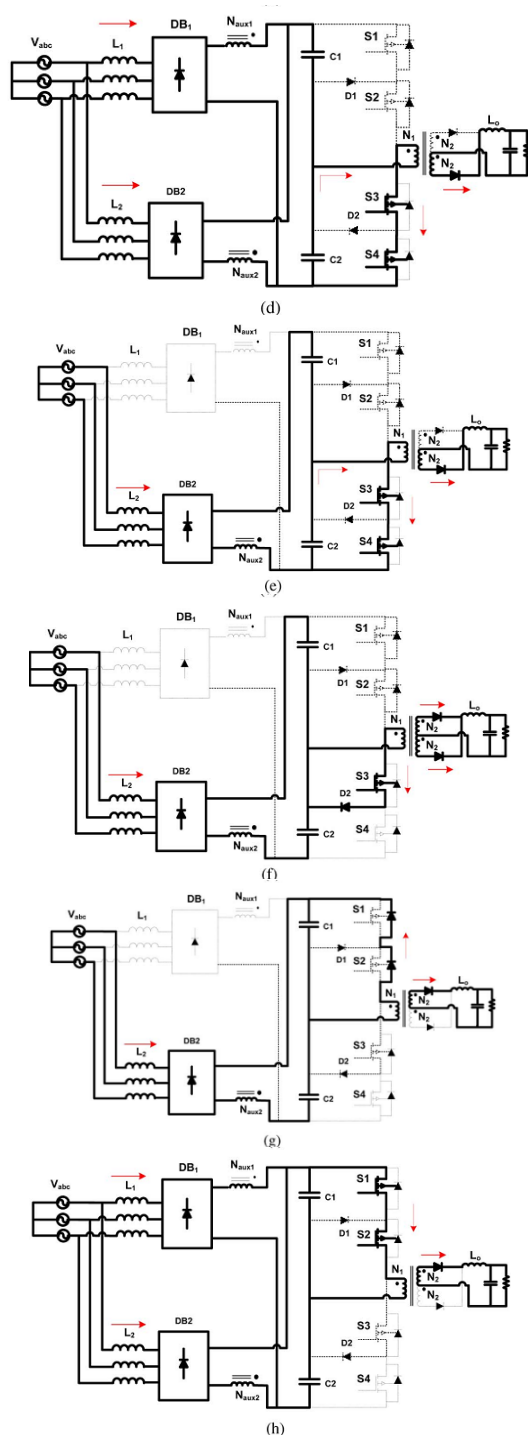 DB₁ Nₐᵤₓ₁ S1
Vabc L₁ C1
D1 S2
Lₒ
N₁ N₂
DB2 N₂
L₂ S3
D2
C2 S4
Naux2
(d)
DB₁ Naux1 S1
Vabc L₁ C1
D1 S2
Lₒ
N₁ N₂
DB2 N₂
L₂ S3
D2
C2 S4
Naux2
(e)
DB₁ Naux1 S1
Vabc L₁ C1
D1 S2
Lₒ
N₁ N₂
DB2 N₂
L₂ S3
D2
C2 S4
Naux2
(f)
DB₁ Naux1 S1
Vabc L₁ C1
D1 S2
Lₒ
N₁ N₂
DB2 N₂
L₂ S3
D2
C2 S4
Naux2
(g)
DB₁ Naux1 S1
Vabc L₁ C1
D1 S2
Lₒ
N₁ N₂
DB2 N₂
L₂ S3
D2
C2 S4
Naux2
(h)